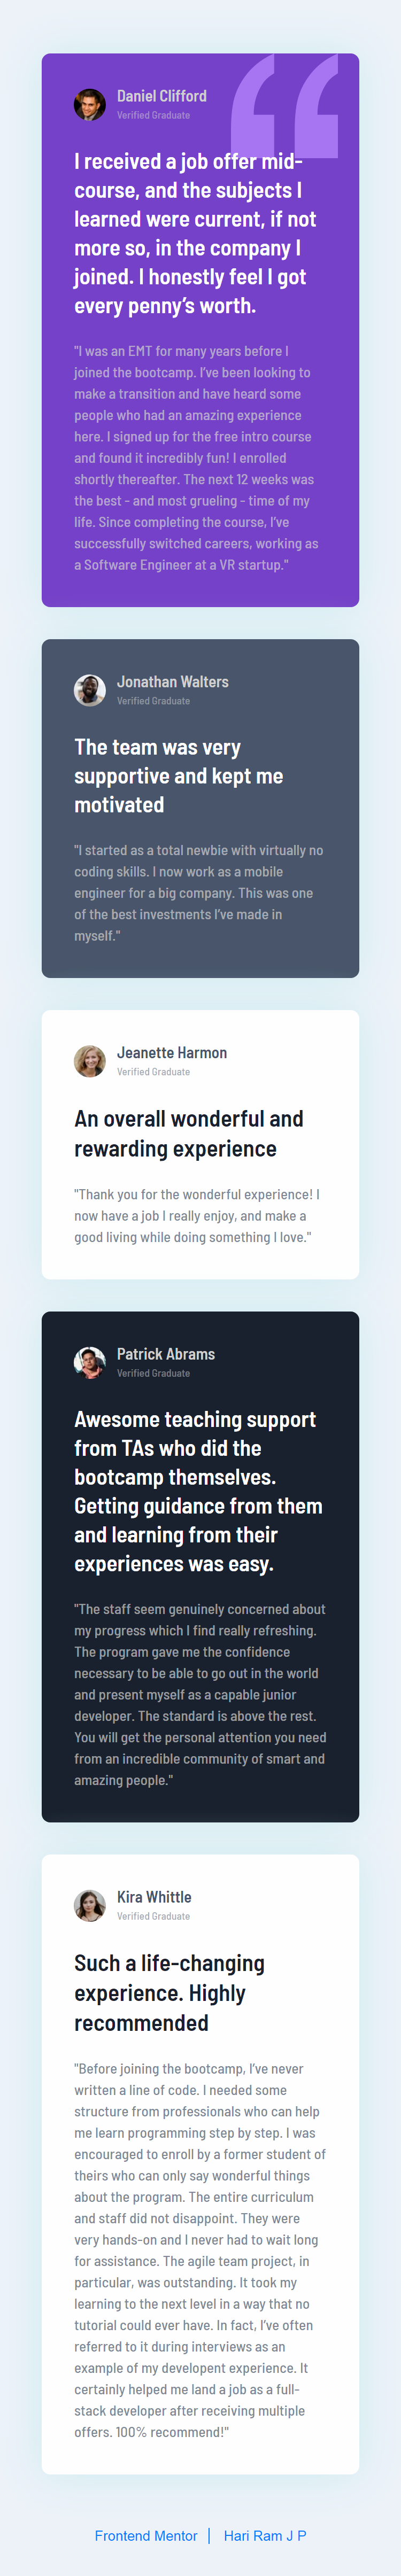 Daniel Clifford
Verified Graduate
I received a job offer mid-
course, and the subjects I
learned were current, if not
more so, in the company I
joined. I honestly feel I got
every penny’s worth.
"I was an EMT for many years before I
joined the bootcamp. I’ve been looking to
make a transition and have heard some
people who had an amazing experience
here. I signed up for the free intro course
and found it incredibly fun! I enrolled
shortly thereafter. The next 12 weeks was
the best - and most grueling - time of my
life. Since completing the course, I’ve
successfully switched careers, working as
a Software Engineer at a VR startup."
Jonathan Walters
Verified Graduate
The team was very
supportive and kept me
motivated
"I started as a total newbie with virtually no
coding skills. I now work as a mobile
engineer for a big company. This was one
of the best investments I’ve made in
myself."
Jeanette Harmon
Verified Graduate
An overall wonderful and
rewarding experience
"Thank you for the wonderful experience! I
now have a job I really enjoy, and make a
good living while doing something I love."
Patrick Abrams
Verified Graduate
Awesome teaching support
from TAs who did the
bootcamp themselves.
Getting guidance from them
and learning from their
experiences was easy.
"The staff seem genuinely concerned about
my progress which I find really refreshing.
The program gave me the confidence
necessary to be able to go out in the world
and present myself as a capable junior
developer. The standard is above the rest.
You will get the personal attention you need
from an incredible community of smart and
amazing people."
Kira Whittle
Verified Graduate
Such a life-changing
experience. Highly
recommended
"Before joining the bootcamp, I’ve never
written a line of code. I needed some
structure from professionals who can help
me learn programming step by step. I was
encouraged to enroll by a former student of
theirs who can only say wonderful things
about the program. The entire curriculum
and staff did not disappoint. They were
very hands-on and I never had to wait long
for assistance. The agile team project, in
particular, was outstanding. It took my
learning to the next level in a way that no
tutorial could ever have. In fact, I’ve often
referred to it during interviews as an
example of my developent experience. It
certainly helped me land a job as a full-
stack developer after receiving multiple
offers. 100% recommend!"
Frontend Mentor | Hari Ram J P